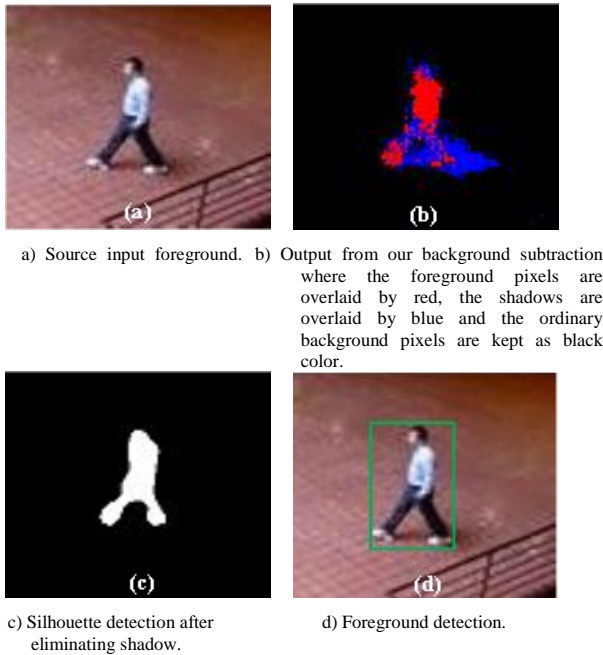 (a)
(b)
a) Source input foreground.
b) Output from our background subtraction
where the foreground pixels are
overlaid by red, the shadows are
overlaid by blue and the ordinary
background pixels are kept as black
color.
(c)
(d)
c) Silhouette detection after
eliminating shadow.
d) Foreground detection.